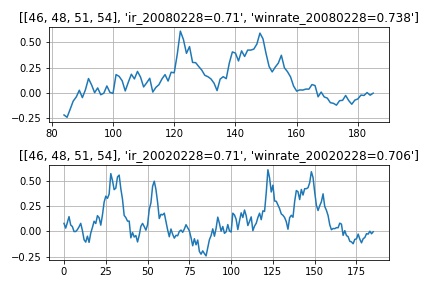 [[46, 48, 51, 54], 'ir_20080228=0.71', 'winrate_20080228=0.738']
0.50
0.25
0.00
−0.25
80 100 120 140 160 180
[[46, 48, 51, 54], 'ir_20020228=0.71', 'winrate_20020228=0.706']
0.50
0.25
0.00
−0.25
0 25 50 75 100 125 150 175